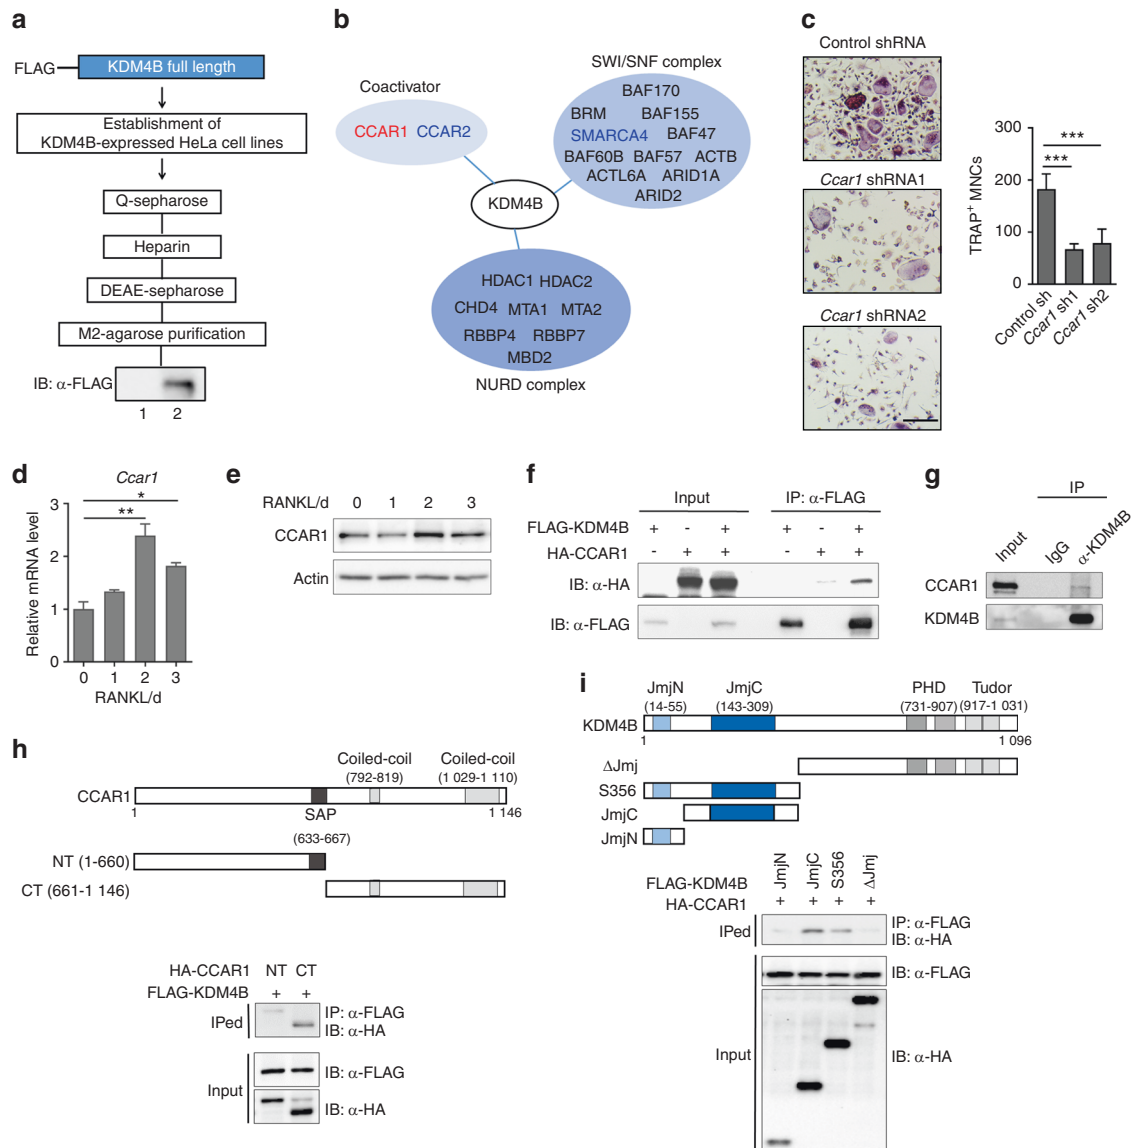 a
FLAG
KDM4B full length
Establishment of
KDM4B-expressed HeLa cell lines
Q-sepharose
Heparin
DEAE-sepharose
M2-agarose purification
IB: α-FLAG
1 2
b
Coactivator
CCAR1 CCAR2
SWI/SNF complex
BAF170
BRM BAF155
SMARCA4 BAF47
BAF60B BAF57 ACTB
ACTL6A ARID1A
ARID2
KDM4B
HDAC1 HDAC2
CHD4 MTA1 MTA2
RBBP4 RBBP7
MBD2
NURD complex
c
Control shRNA
Ccar1 shRNA1
Ccar1 shRNA2
TRAP+ MNCs
300
200
100
0
***
***
Control sh
Ccar1 sh1
Ccar1 sh2
d
Ccar1
Relative mRNA level
3
2
1
0
*
**
0 1 2 3
RANKL/d
e
RANKL/d 0 1 2 3
CCAR1
Actin
f
Input IP: α-FLAG
FLAG-KDM4B + - + + - +
HA-CCAR1 - + + - + +
IB: α-HA
IB: α-FLAG
g
IP
Input IgG α-KDM4B
CCAR1
KDM4B
h
Coiled-coil Coiled-coil
(792-819) (1 029-1 110)
CCAR1
1 SAP 1 146
(633-667)
NT (1-660)
CT (661-1 146)
HA-CCAR1 NT CT
FLAG-KDM4B + +
IPed
IP: α-FLAG
IB: α-HA
Input
IB: α-FLAG
IB: α-HA
i
JmjN JmjC PHD Tudor
(14-55) (143-309) (731-907) (917-1 031)
KDM4B
1 1 096
ΔJmj
S356
JmjC
JmjN
FLAG-KDM4B JmjN JmjC S356 ΔJmj
HA-CCAR1 + + + +
IPed
IP: α-FLAG
IB: α-HA
IB: α-FLAG
Input
IB: α-HA